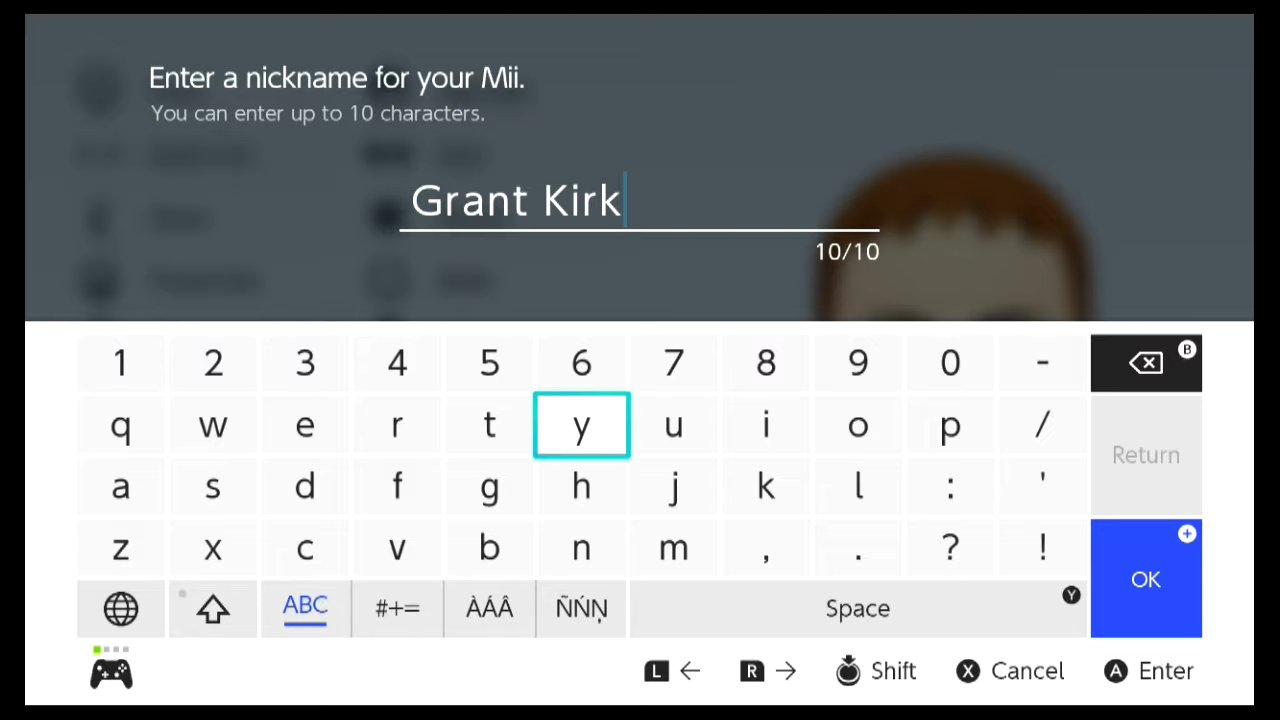 Enter a nickname for your Mii.
You can enter up to 10 characters.
Grant Kirk
10/10
1 2 3 4 5 6 7 8 9 0 - B
q w e r t y u i o p / Return
a s d f g h j k l : '
z x c v b n m , . ? ! OK
ABC #+= ÀÁÂ ÑŃŅ Space Y
L ← R → Shift X Cancel A Enter